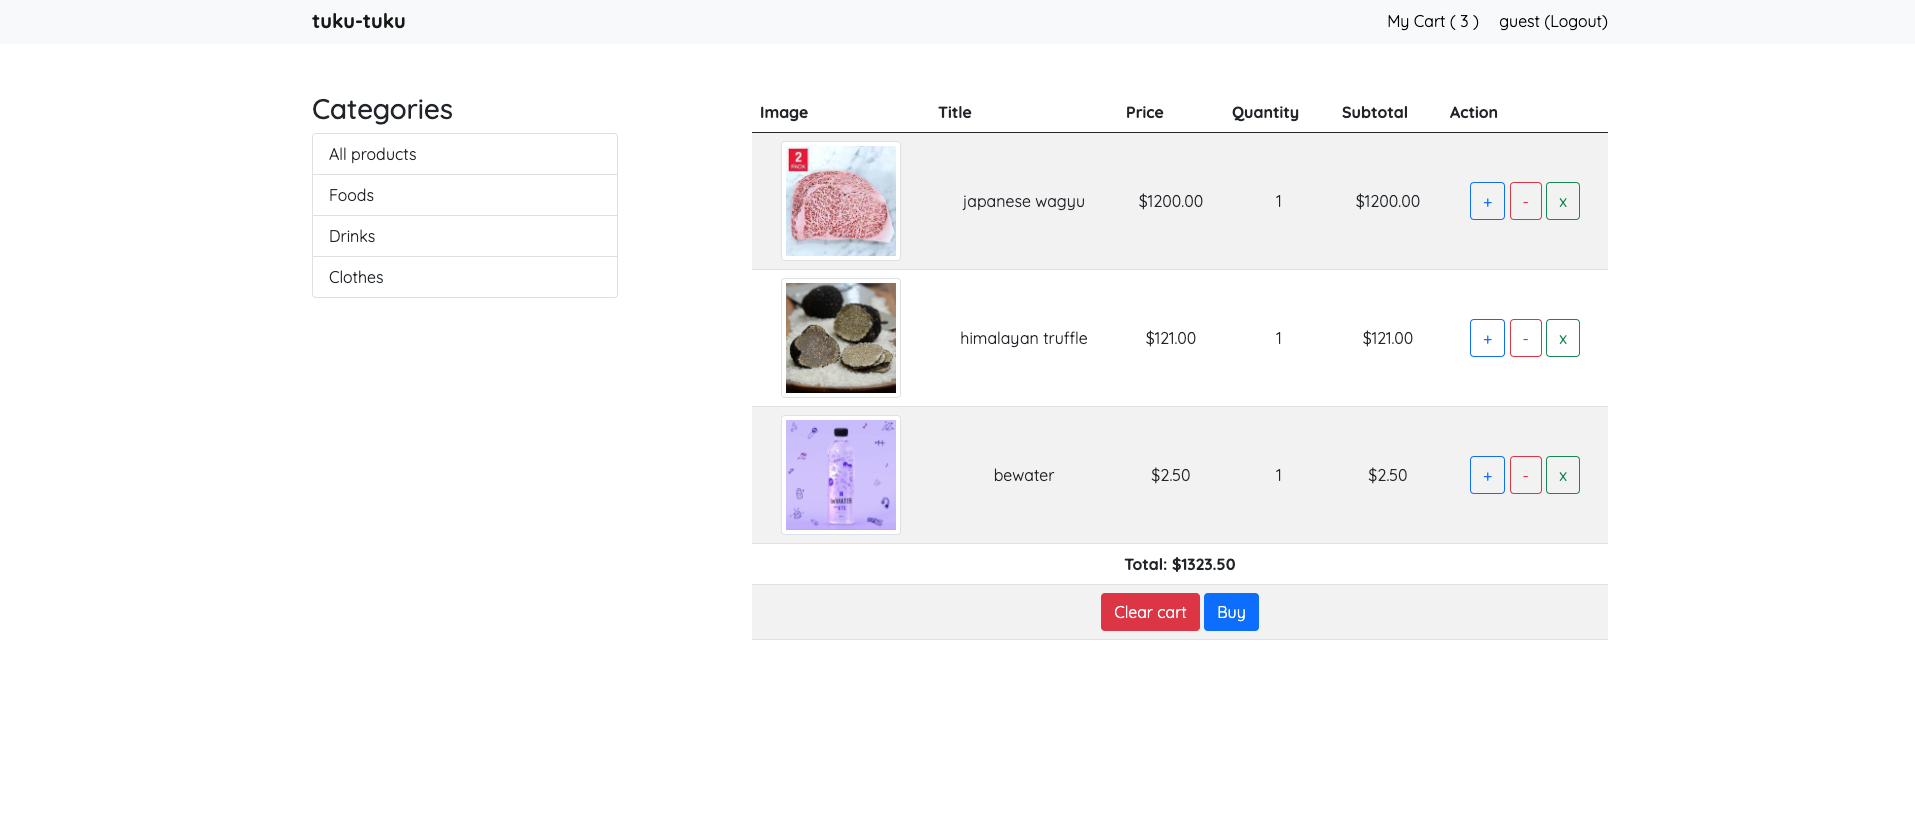 tuku-tuku My Cart ( 3 ) guest (Logout)
Categories
All products
Foods
Drinks
Clothes
Image Title Price Quantity Subtotal Action
2
PACK
japanese wagyu $1200.00 1 $1200.00 + - x
himalayan truffle $121.00 1 $121.00 + - x
bewater $2.50 1 $2.50 + - x
Total: $1323.50
Clear cart Buy